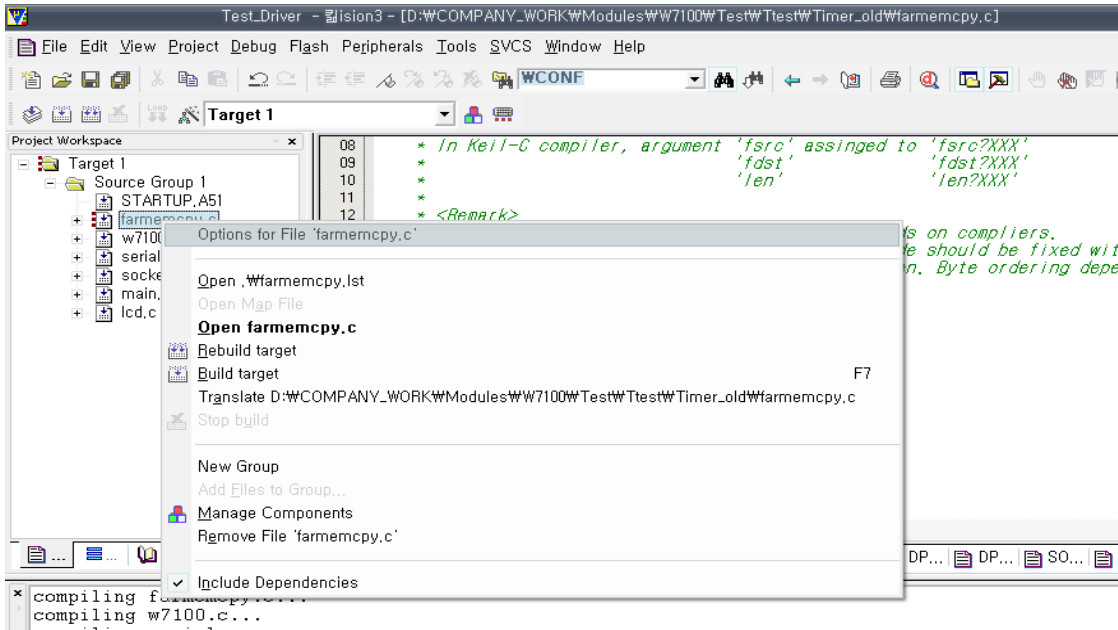 Test_Driver - 킮ision3 - [D:₩COMPANY_WORK₩Modules₩W7100₩Test₩Ttest₩Timer_old₩farmemcpy.c]
File Edit View Project Debug Flash Peripherals Tools SVCS Window Help
₩CONF
LOAD
Target 1
Project Workspace
Target 1
Source Group 1
STARTUP.A51
farmemcpy.c
w7100
serial
socke
main.
lcd.c
08 * In Keil-C compiler, argument 'fsrc' assinged to 'fsrc?XXX'
09 * 'fdst' 'fdst?XXX'
10 * 'len' 'len?XXX'
11 *
12 * <Remark>
s on compliers.
e should be fixed wit
n. Byte ordering depe
Options for File 'farmemcpy.c'
Open .₩farmemcpy.lst
Open Map File
Open farmemcpy.c
Rebuild target
Build target F7
Translate D:₩COMPANY_WORK₩Modules₩W7100₩Test₩Ttest₩Timer_old₩farmemcpy.c
Stop build
New Group
Add Files to Group...
Manage Components
Remove File 'farmemcpy.c'
Include Dependencies
... ... DP... DP... SO...
compiling farmemcpy.c...
compiling w7100.c...